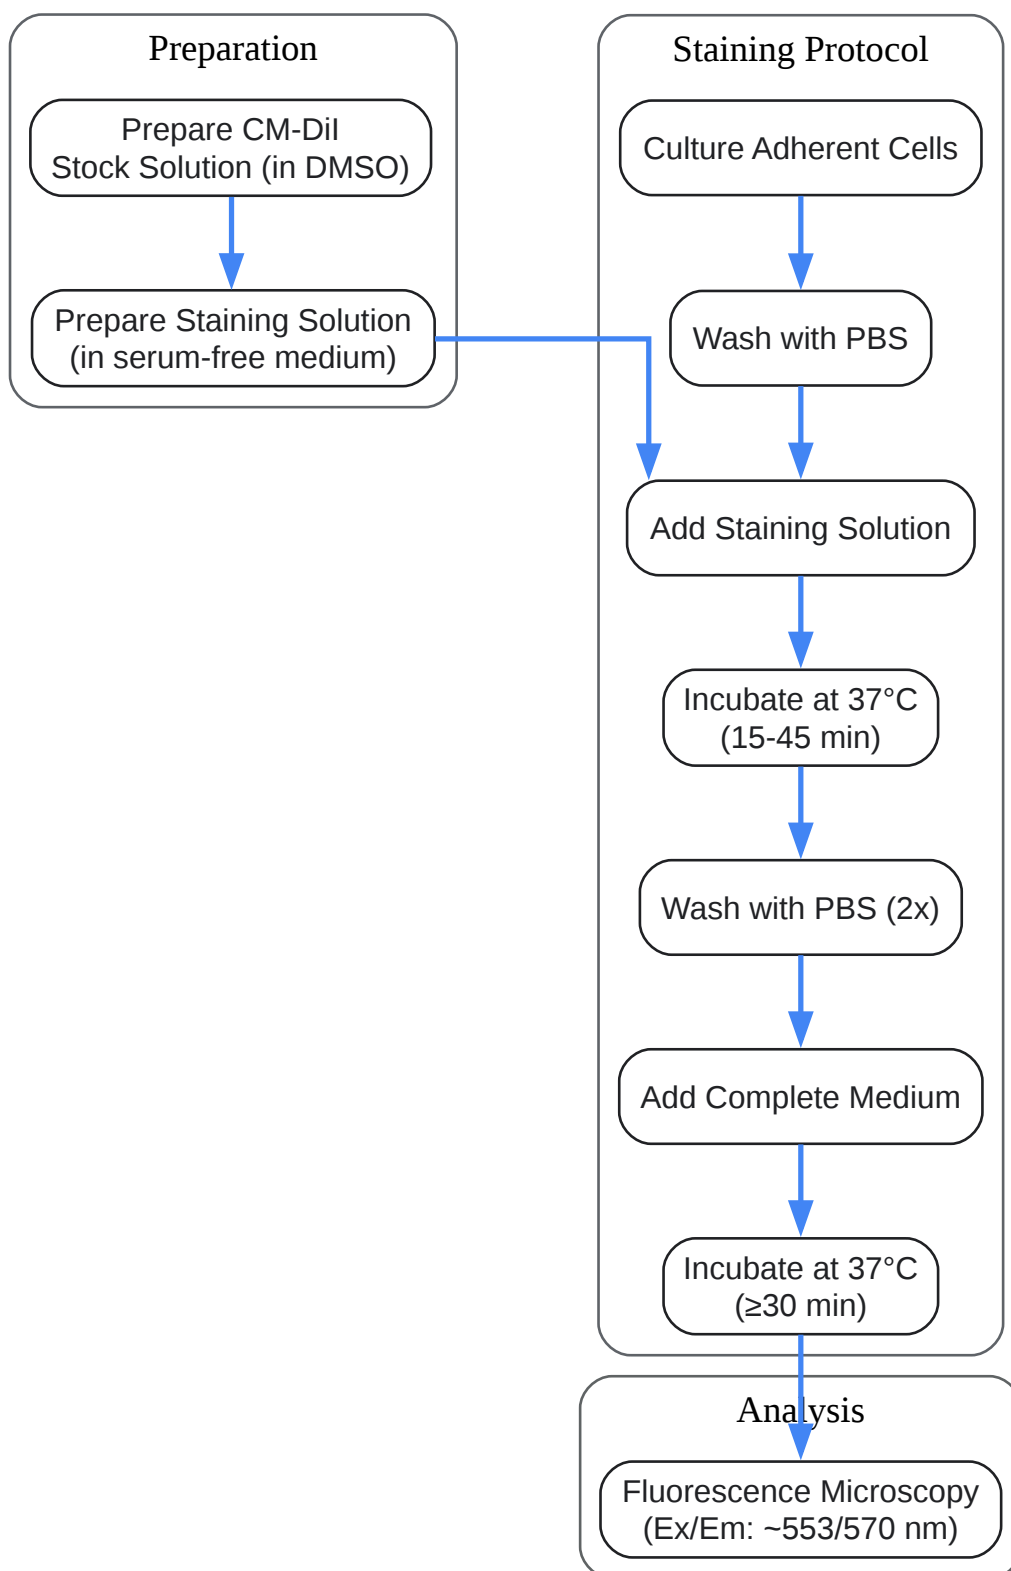 Preparation
Prepare CM-DiI
Stock Solution (in DMSO)
Prepare Staining Solution
(in serum-free medium)
Staining Protocol
Culture Adherent Cells
Wash with PBS
Add Staining Solution
Incubate at 37°C
(15-45 min)
Wash with PBS (2x)
Add Complete Medium
Incubate at 37°C
(≥30 min)
Analysis
Fluorescence Microscopy
(Ex/Em: ~553/570 nm)